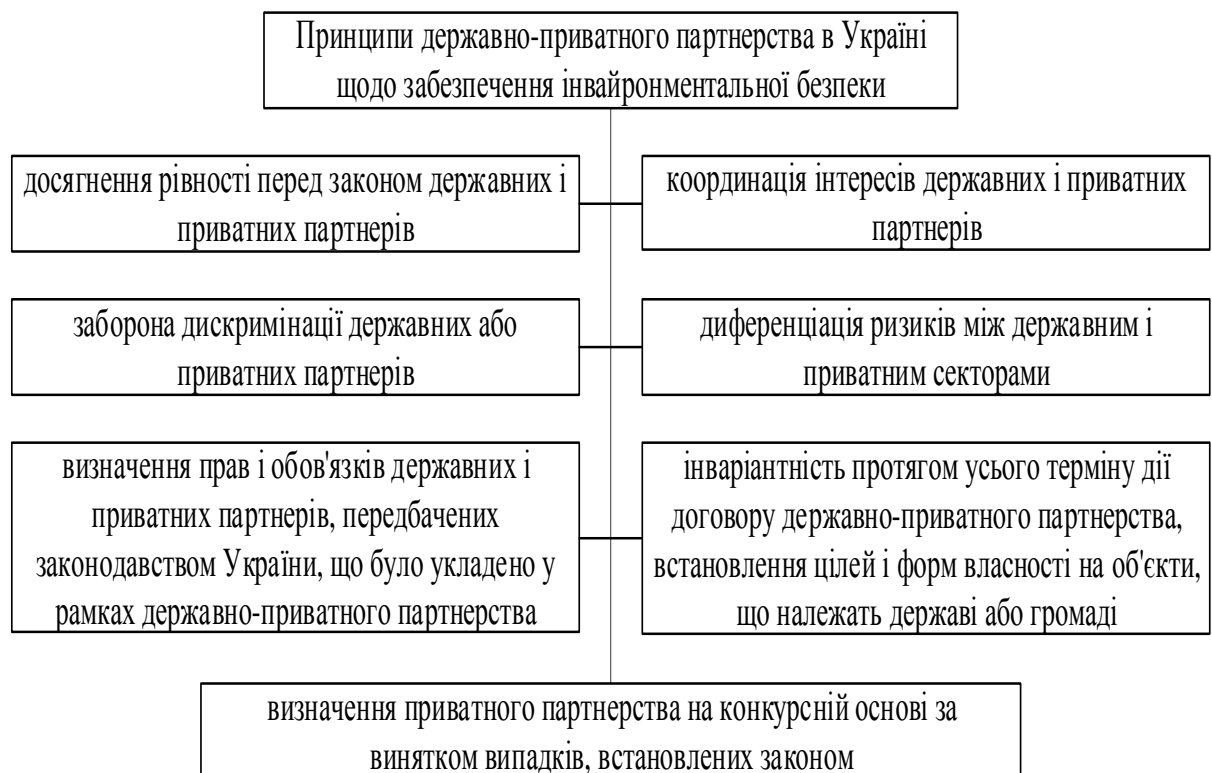 Принципи державно-приватного партнерства в Україні
щодо забезпечення інвайронментальної безпеки
досягнення рівності перед законом державних і
приватних партнерів
координація інтересів державних і приватних
партнерів
заборона дискримінації державних або
приватних партнерів
диференціація ризиків між державним і
приватним секторами
визначення прав і обов'язків державних і
приватних партнерів, передбачених
законодавством України, що було укладено у
рамках державно-приватного партнерства
інваріантність протягом усього терміну дії
договору державно-приватного партнерства,
встановлення цілей і форм власності на об'єкти,
що належать державі або громаді
визначення приватного партнерства на конкурсній основі за
винятком випадків, встановлених законом